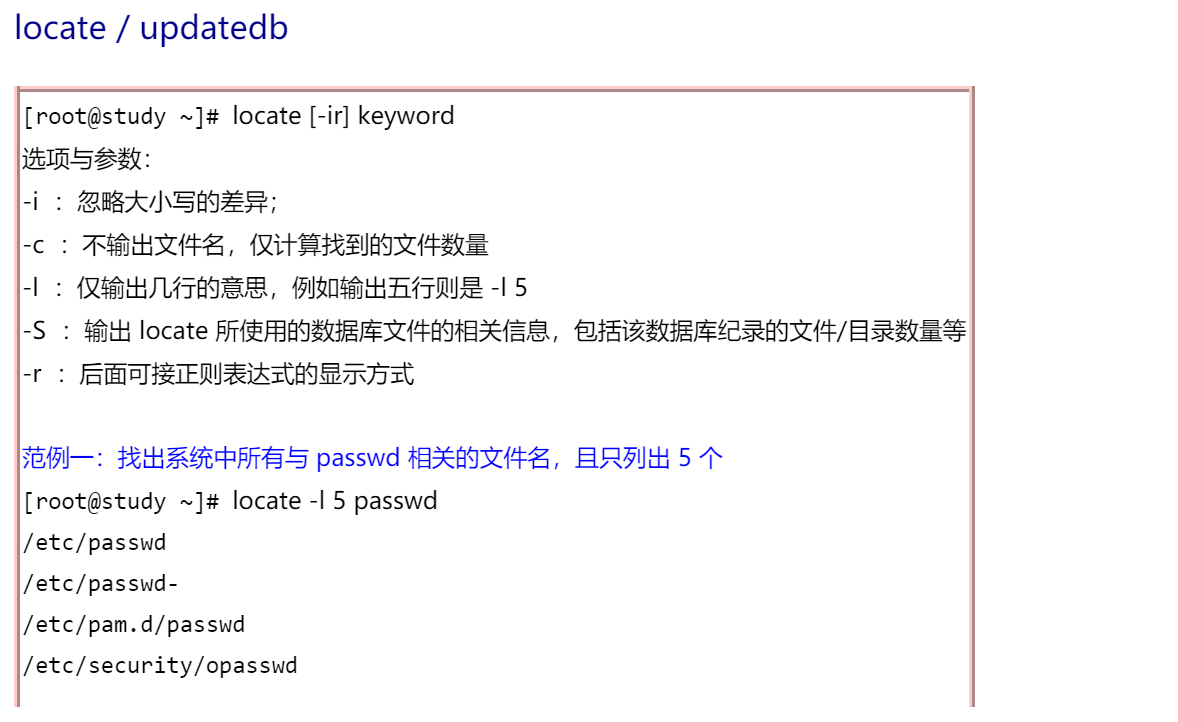 locate / updatedb
[root@study ~]# locate [-ir] keyword
选项与参数：
-i ：忽略大小写的差异；
-c ：不输出文件名，仅计算找到的文件数量
-l ：仅输出几行的意思，例如输出五行则是 -l 5
-S ：输出 locate 所使用的数据库文件的相关信息，包括该数据库纪录的文件/目录数量等
-r ：后面可接正则表达式的显示方式
范例一：找出系统中所有与 passwd 相关的文件名，且只列出 5 个
[root@study ~]# locate -l 5 passwd
/etc/passwd
/etc/passwd-
/etc/pam.d/passwd
/etc/security/opasswd